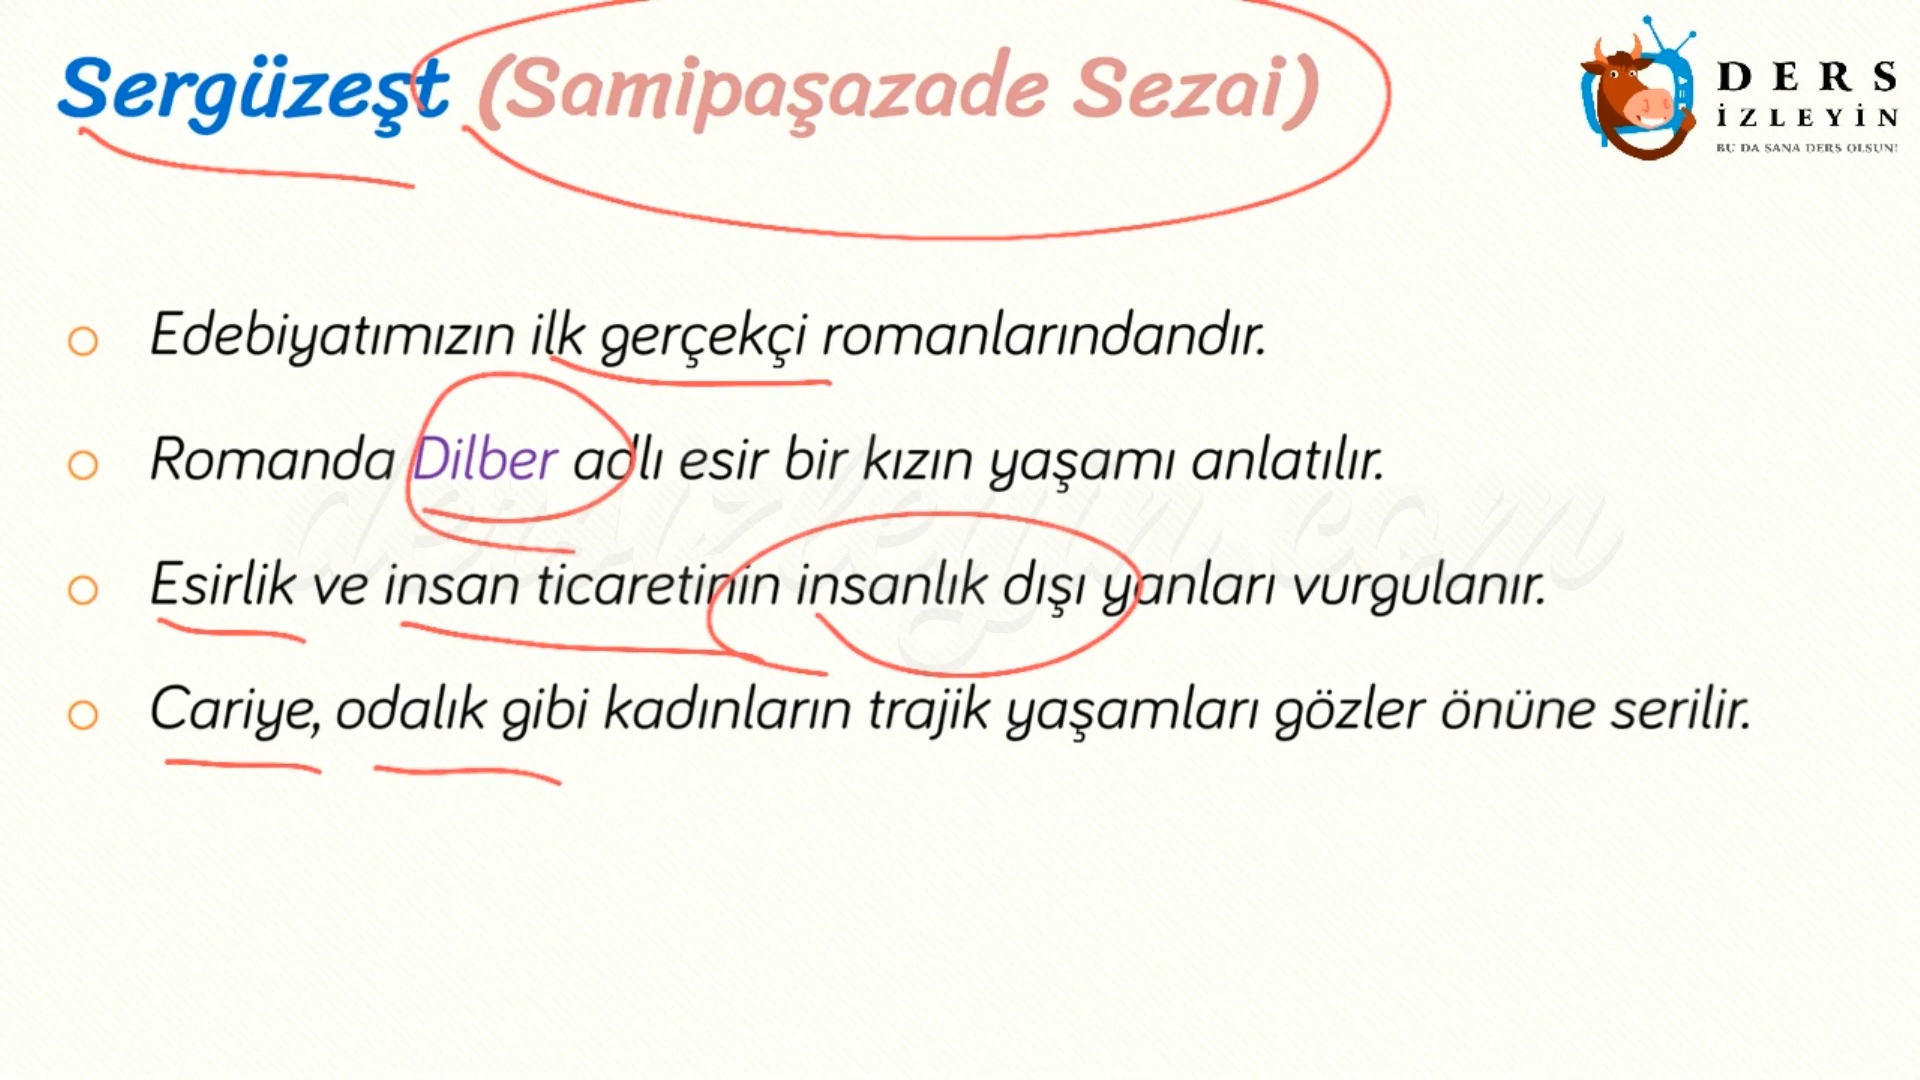 Sergüzeşt (Samipaşazade Sezai)
DERS
İZLEYİN
BU DA SANA DERS OLSUN!
Edebiyatımızın ilk gerçekçi romanlarındandır.
Romanda Dilber adlı esir bir kızın yaşamı anlatılır.
dersizleyin.com
Esirlik ve insan ticaretinin insanlık dışı yanları vurgulanır.
Cariye, odalık gibi kadınların trajik yaşamları gözler önüne serilir.